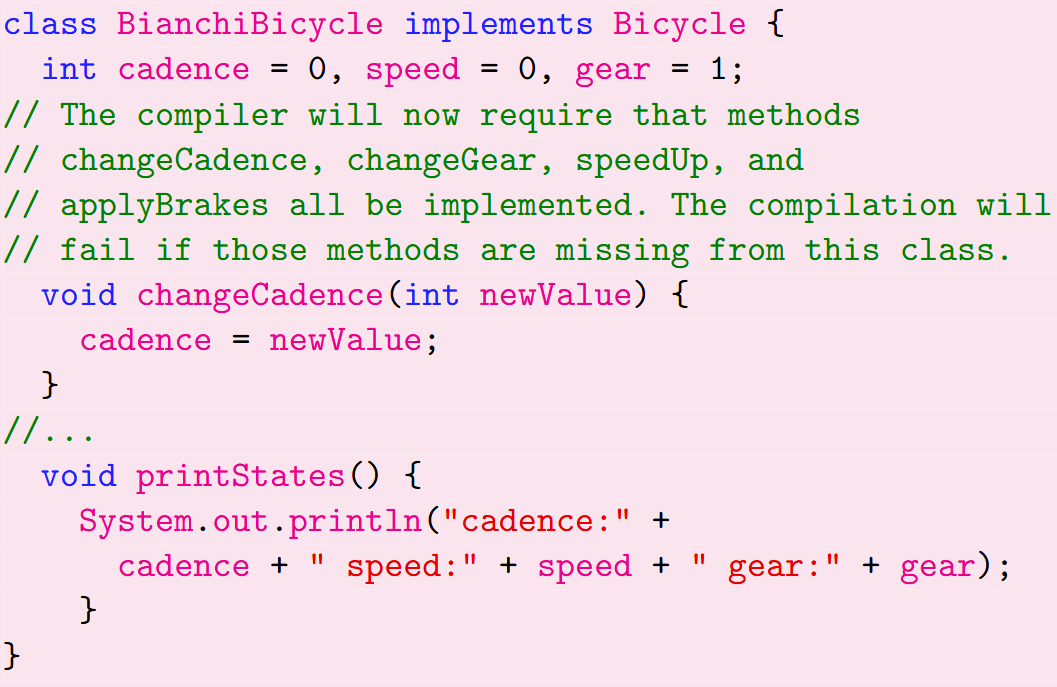 class BianchiBicycle implements Bicycle {
  int cadence = 0, speed = 0, gear = 1;
// The compiler will now require that methods
// changeCadence, changeGear, speedUp, and
// applyBrakes all be implemented. The compilation will
// fail if those methods are missing from this class.
  void changeCadence(int newValue) {
    cadence = newValue;
  }
//...
  void printStates() {
    System.out.println("cadence:" +
      cadence + " speed:" + speed + " gear:" + gear);
    }
}